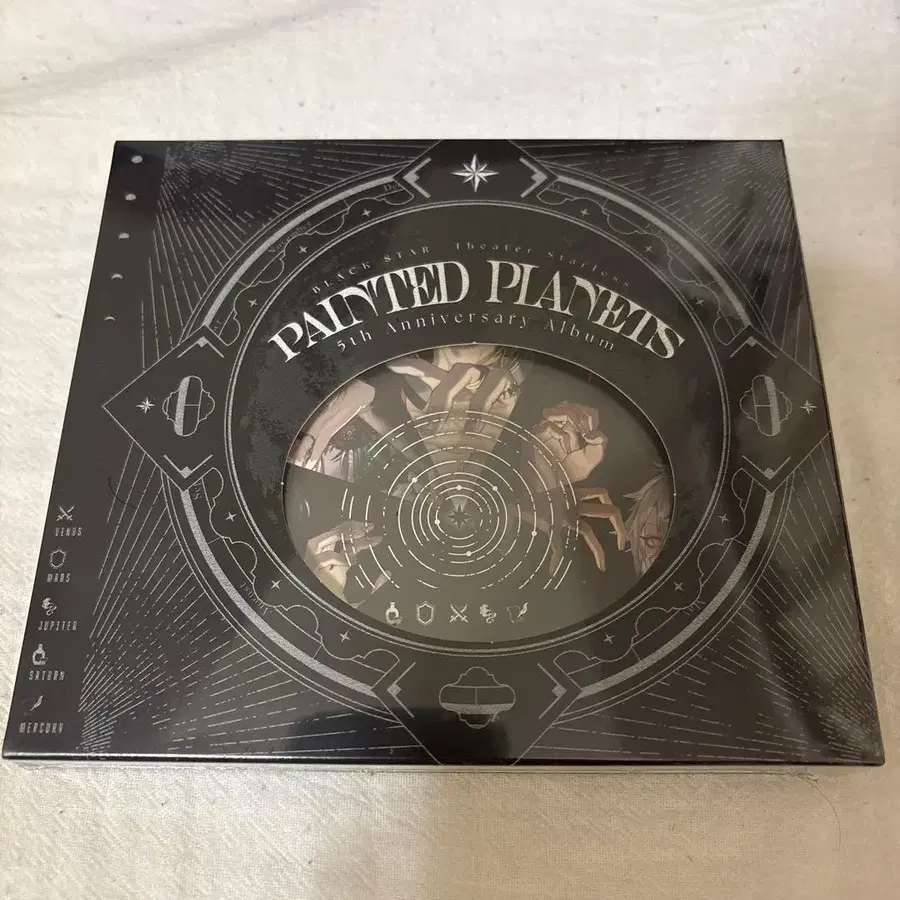 BLACK STAR Theater Starless
PAINTED PLANETS
5th Anniversary Album
VENUS
MARS
JUPITER
SATURN
MERCURY